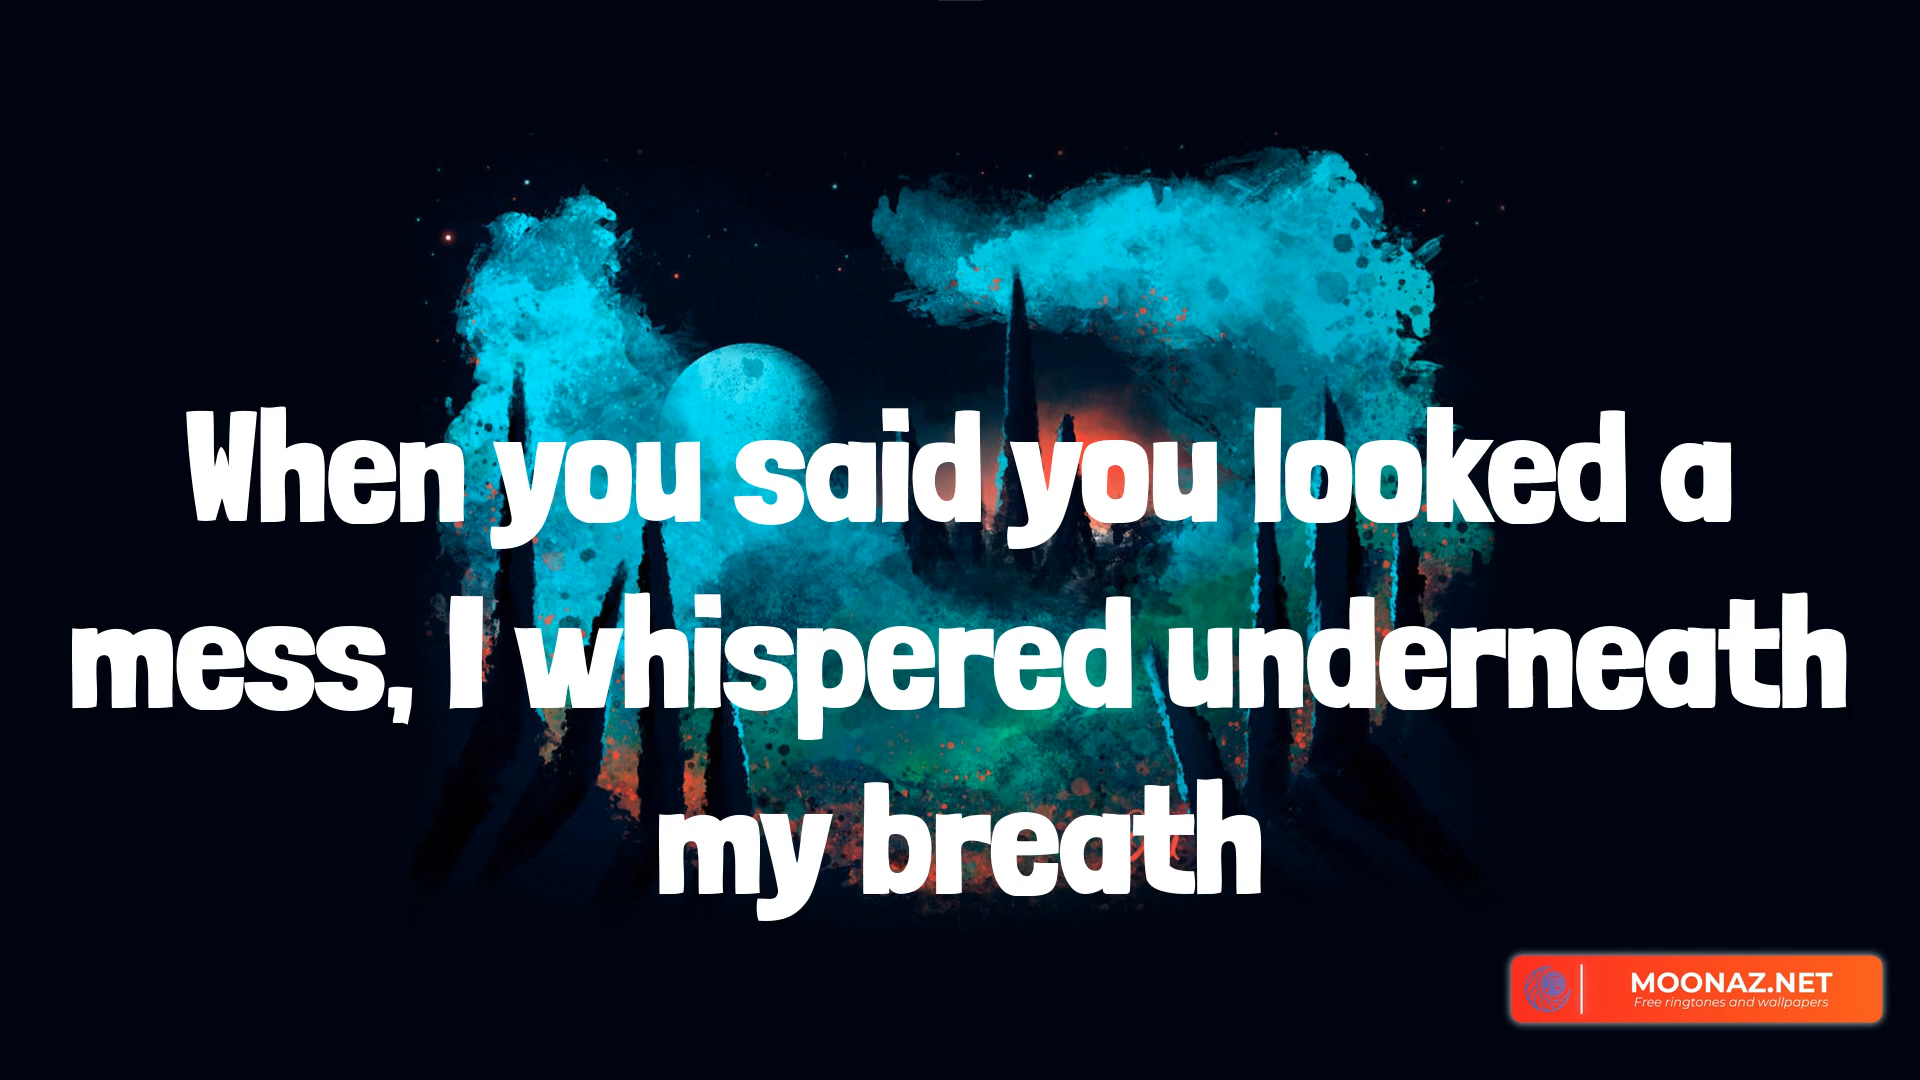 When you said you looked a
mess, I whispered underneath
my breath
MOONAZ.NET
Free ringtones and wallpapers